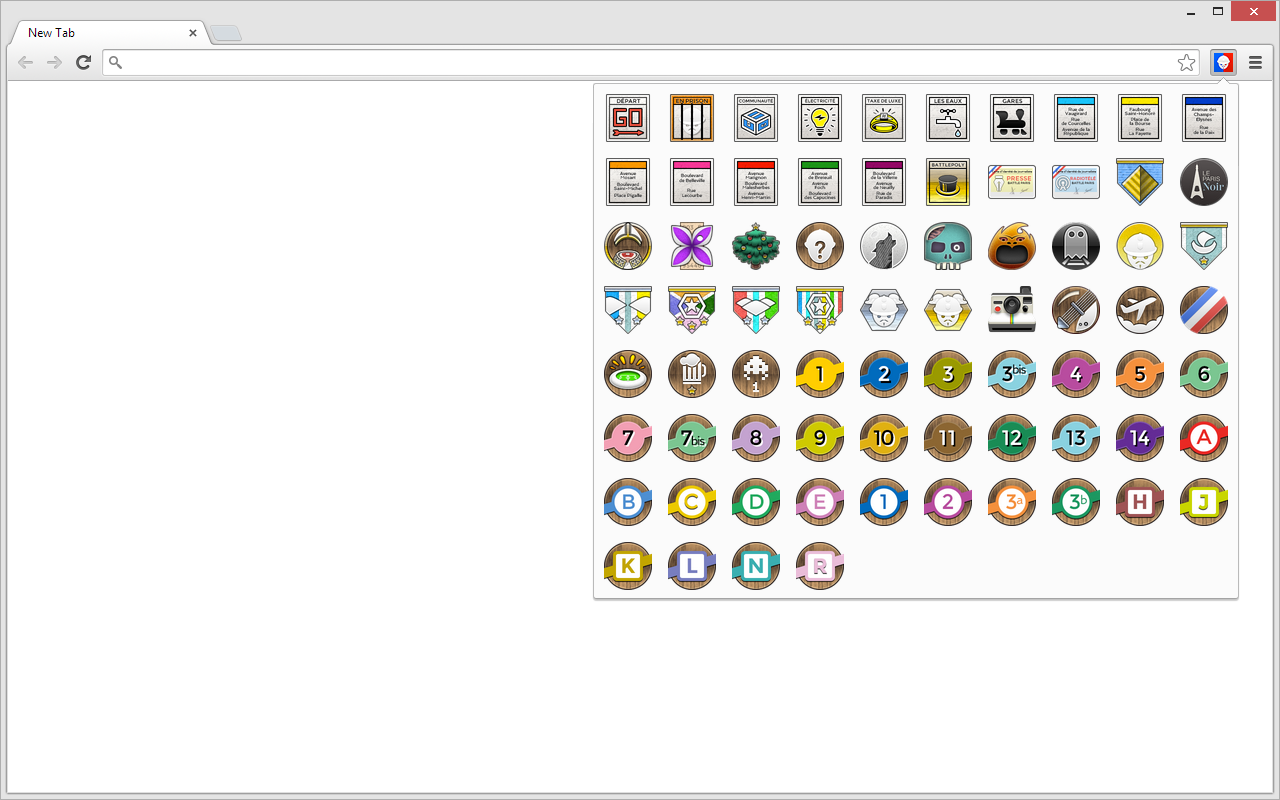 New Tab
DÉPART
GO
EN PRISON
COMMUNAUTÉ
ÉLECTRICITÉ
TAXE DE LUXE
LES EAUX
GARES
Rue de
Vaugirard
Rue
de Courcelles
Avenue de la
République
Faubourg
Saint-Honoré
Place de
la Bourse
Rue
La Fayette
Avenue des
Champs-
Élysées
Rue
de la Paix
Avenue
Mozart
Boulevard
Saint-Michel
Place Pigalle
Boulevard
de Belleville
Rue
Lecourbe
Avenue
Matignon
Boulevard
Malesherbes
Avenue
Henri-Martin
Avenue
de Breteuil
Avenue
Foch
Boulevard
des Capucines
Boulevard
de la Villette
Avenue
de Neuilly
Rue de
Paradis
BATTLEPOLY
PRESSE
BATTLE PARIS
RADIOTÉLÉ
BATTLE PARIS
LE
PARIS
Noir
?
1
1
2
3
3bis
4
5
6
7
7bis
8
9
10
11
12
13
14
A
B
C
D
E
1
2
3a
3b
H
J
K
L
N
R